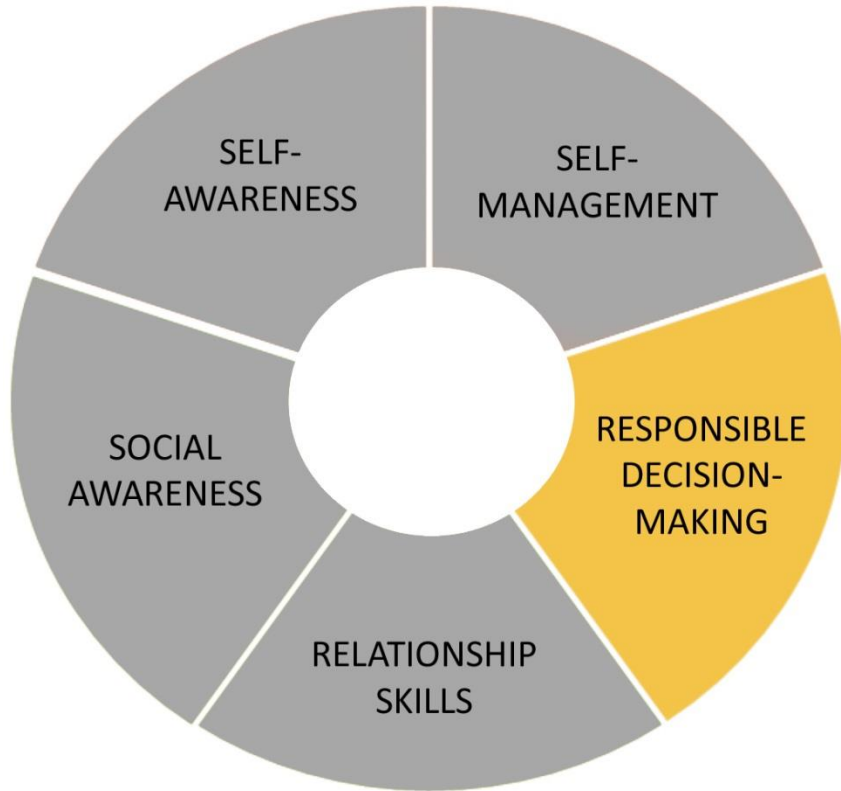 SELF-
AWARENESS
SELF-
MANAGEMENT
RESPONSIBLE
DECISION-
MAKING
SOCIAL
AWARENESS
RELATIONSHIP
SKILLS